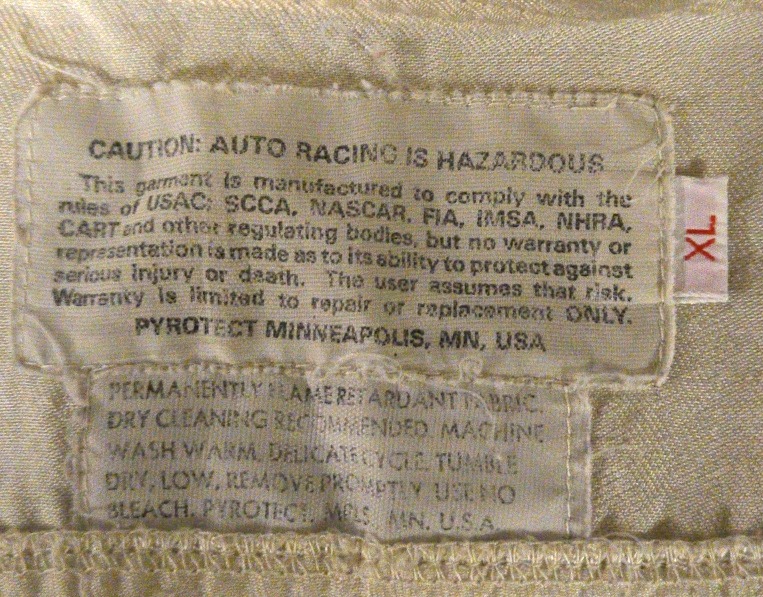 CAUTION: AUTO RACING IS HAZARDOUS
This garment is manufactured to comply with the
rules of USAC, SCCA, NASCAR, FIA, IMSA, NHRA,
CART and other regulating bodies, but no warranty or
representation is made as to its ability to protect against
serious injury or death. The user assumes that risk.
Warranty is limited to repair or replacement ONLY.
PYROTECT MINNEAPOLIS, MN, USA
XL
PERMANENTLY FLAME RETARDANT FABRIC.
DRY CLEANING RECOMMENDED. MACHINE
WASH WARM, DELICATE CYCLE. TUMBLE
DRY, LOW, REMOVE PROMPTLY. USE NO
BLEACH. PYROTECT, MPLS. MN. U.S.A.